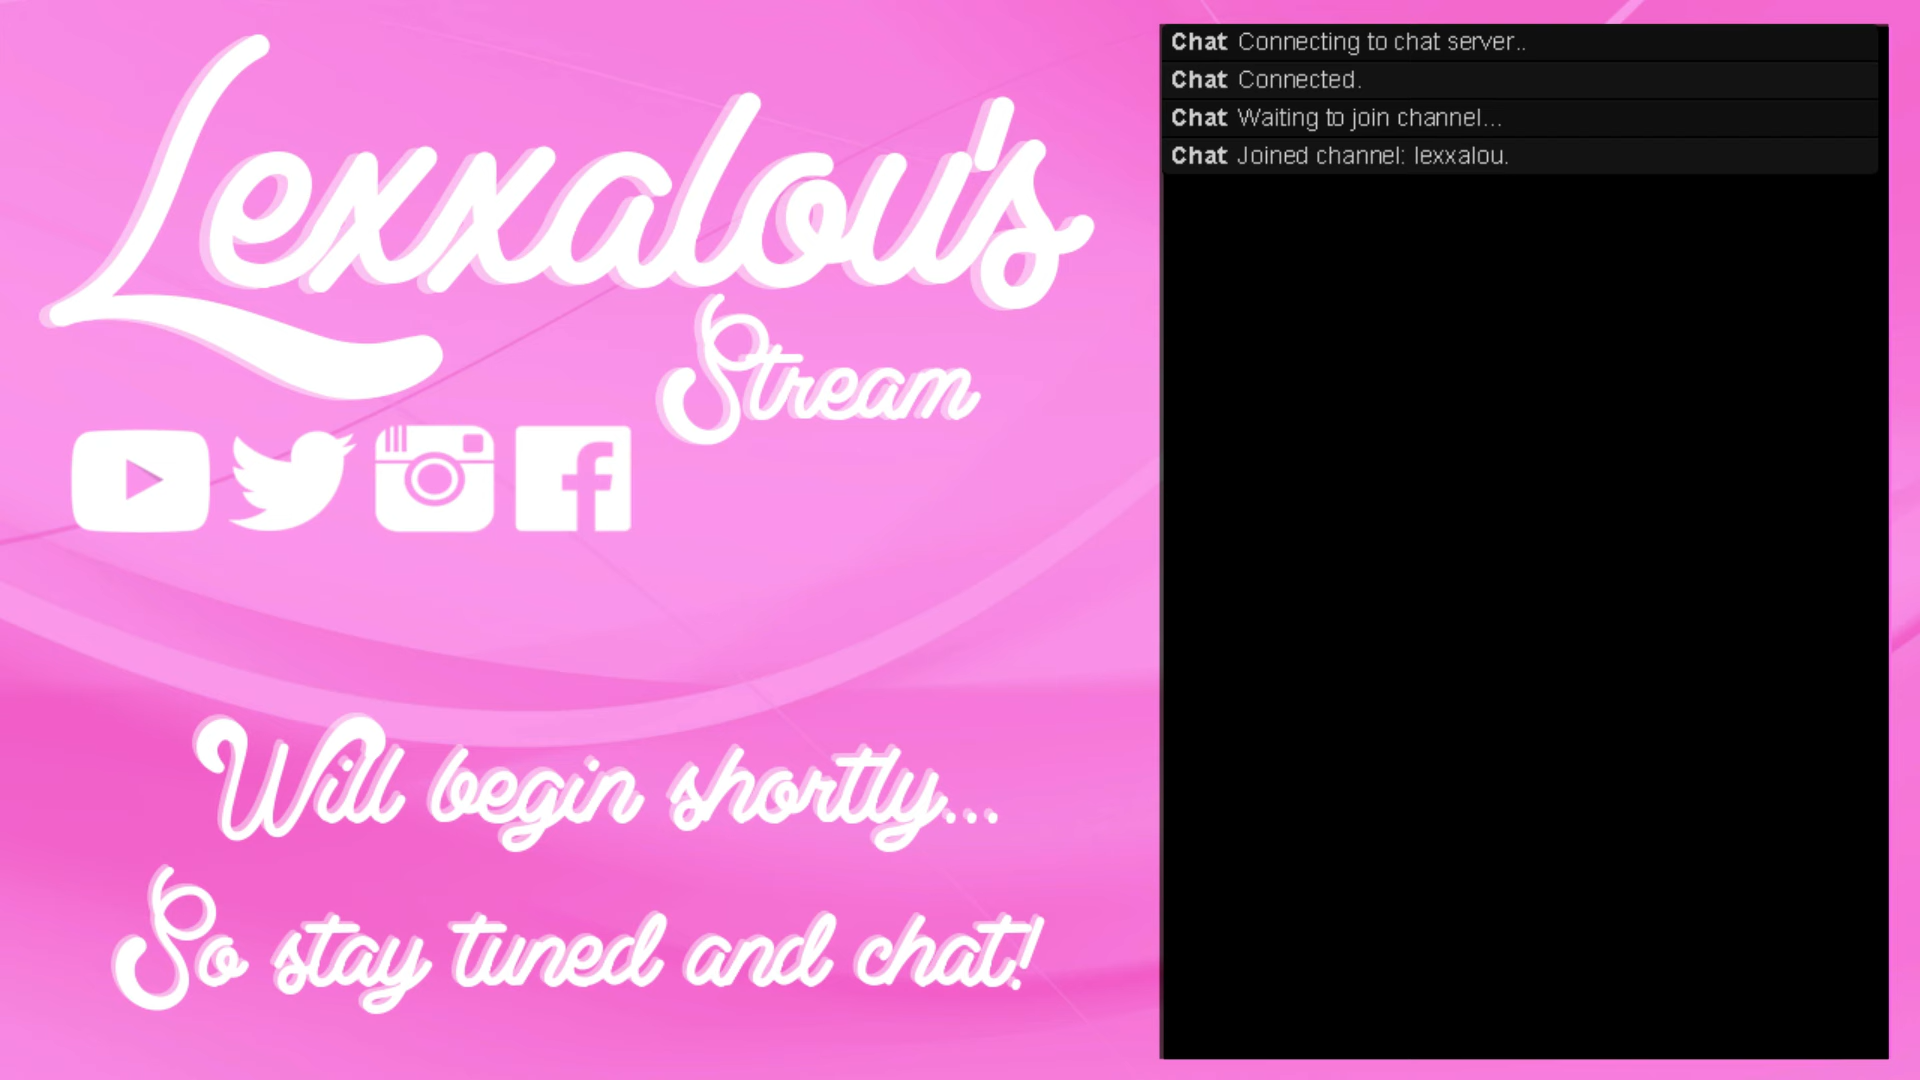 Lexxalou's
Stream
Will begin shortly...
So stay tuned and chat!
Chat Connecting to chat server..
Chat Connected.
Chat Waiting to join channel...
Chat Joined channel: lexxalou.